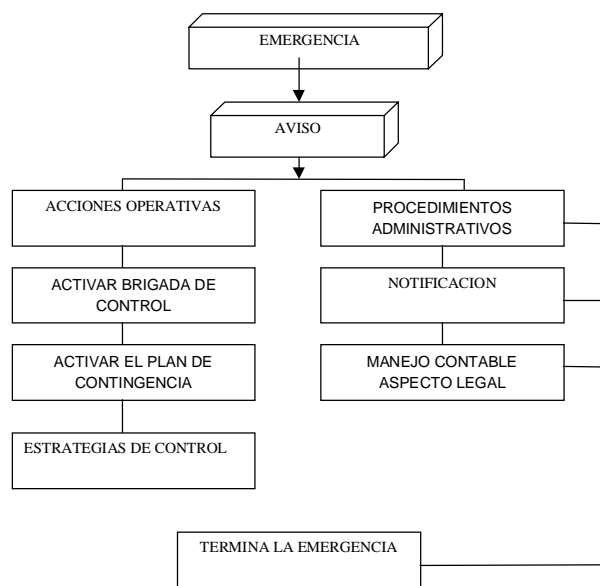 EMERGENCIA
AVISO
ACCIONES OPERATIVAS
PROCEDIMIENTOS
ADMINISTRATIVOS
ACTIVAR BRIGADA DE
CONTROL
NOTIFICACION
ACTIVAR EL PLAN DE
CONTINGENCIA
MANEJO CONTABLE
ASPECTO LEGAL
ESTRATEGIAS DE CONTROL
TERMINA LA EMERGENCIA